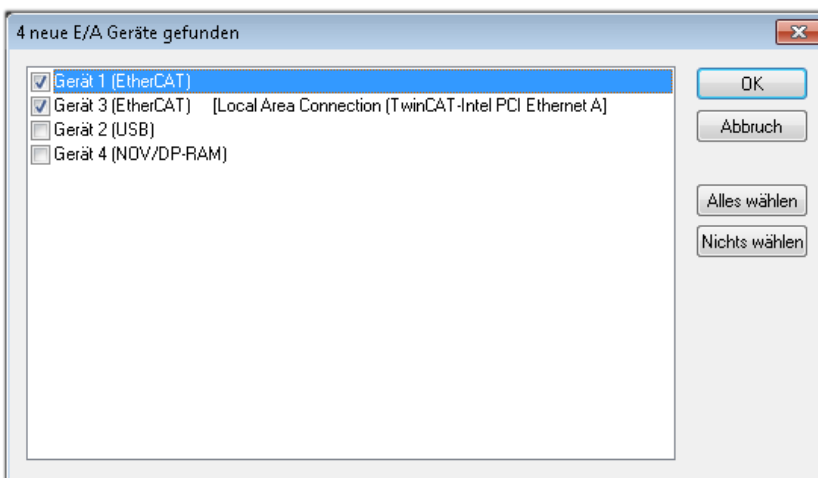 4 neue E/A Geräte gefunden
Gerät 1 (EtherCAT)
Gerät 3 (EtherCAT) [Local Area Connection (TwinCAT-Intel PCI Ethernet A]
Gerät 2 (USB)
Gerät 4 (NOV/DP-RAM)
OK
Abbruch
Alles wählen
Nichts wählen